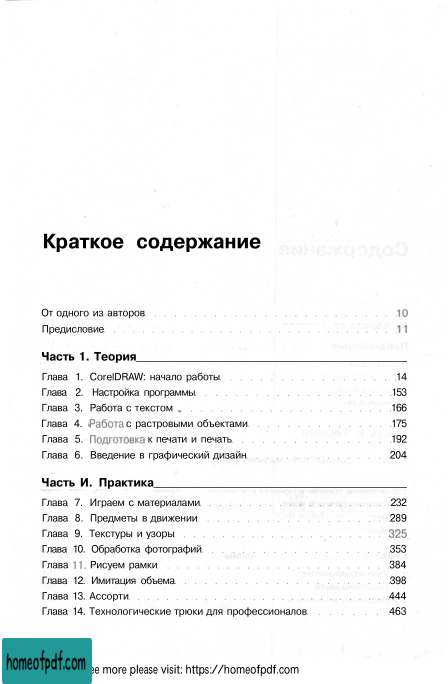 Краткое содержание
От одного из авторов 10
Предисловие 11
Часть 1. Теория
Глава 1. CorelDRAW: начало работы 14
Глава 2. Настройка программы 153
Глава 3. Работа с текстом 166
Глава 4. Работа с растровыми объектами 175
Глава 5. Подготовка к печати и печать 192
Глава 6. Введение в графический дизайн 204
Часть И. Практика
Глава 7. Играем с материалами 232
Глава 8. Предметы в движении 289
Глава 9. Текстуры и узоры 325
Глава 10. Обработка фотографий 353
Глава 11. Рисуем рамки 384
Глава 12. Имитация объема 398
Глава 13. Ассорти 444
Глава 14. Технологические трюки для профессионалов 463
homeofpdf.com
ee more please visit: https://homeofpdf.com